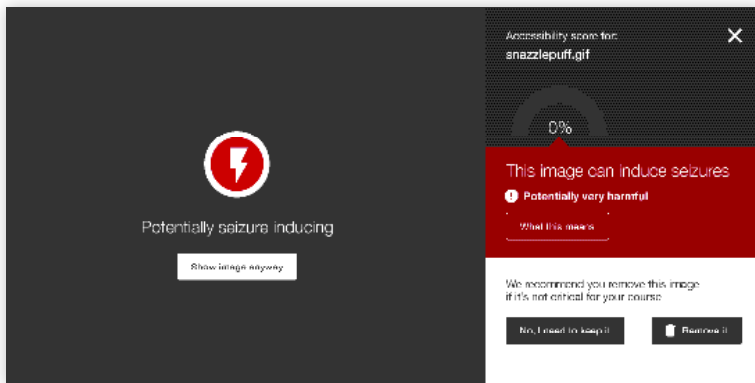 Potentially seizure inducing
Show image anyway
Accessibility score for:
snazzlepuff.gif
0%
This image can induce seizures
Potentially very harmful
What this means
We recommend you remove this image
if it's not critical for your course
No, I need to keep it
Remove it